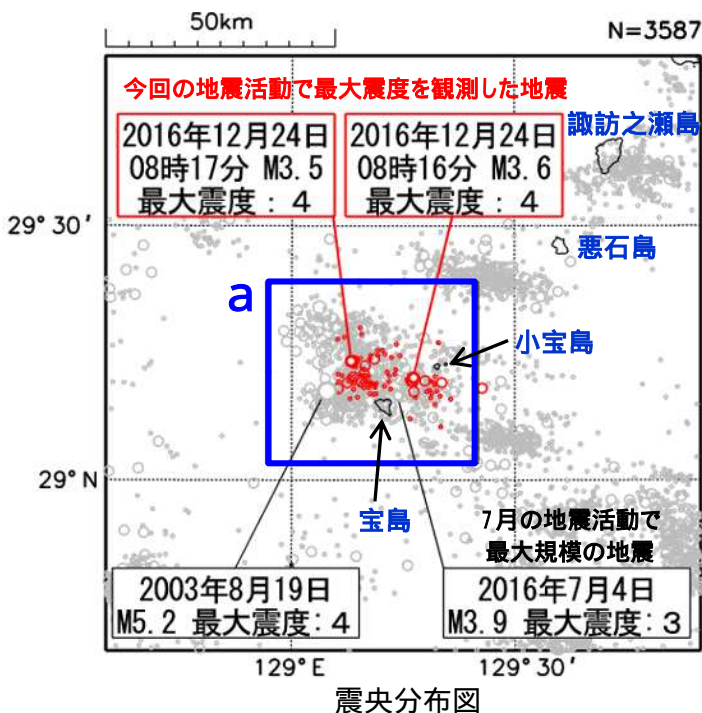 50km
N=3587
今回の地震活動で最大震度を観測した地震
2016年12月24日
08時17分 M3.5
最大震度：4
2016年12月24日
08時16分 M3.6
最大震度：4
諏訪之瀬島
29°30′
悪石島
a
小宝島
29°N
宝島
7月の地震活動で
最大規模の地震
2003年8月19日
M5.2 最大震度:4
2016年7月4日
M3.9 最大震度:3
129°E
129°30′
震央分布図